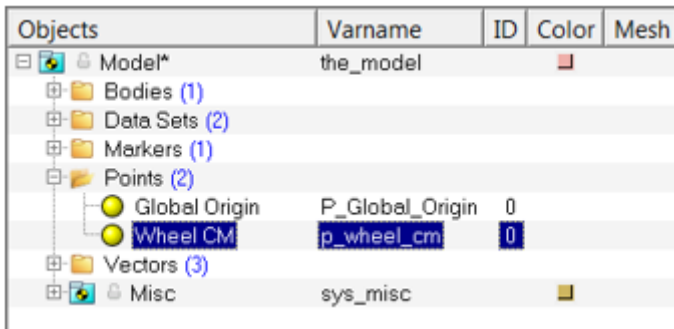 Objects Varname ID Color Mesh
Model* the_model
Bodies (1)
Data Sets (2)
Markers (1)
Points (2)
Global Origin P_Global_Origin 0
Wheel CM p_wheel_cm 0
Vectors (3)
Misc sys_misc